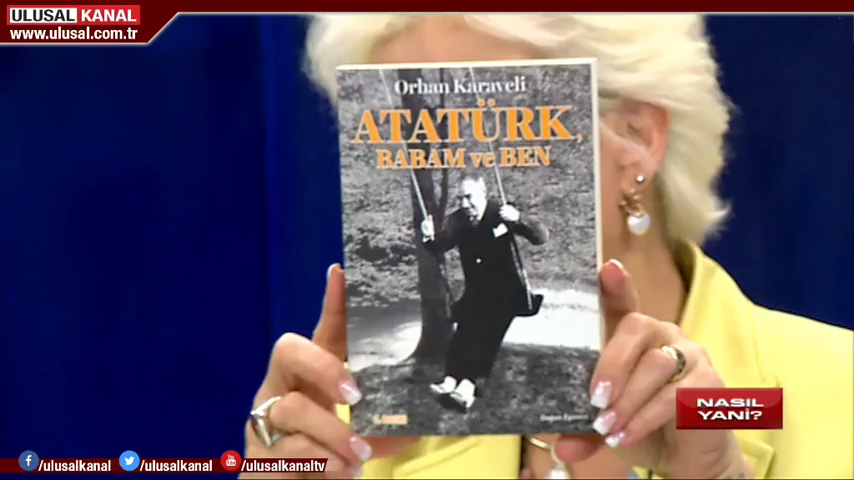 ULUSAL KANAL
www.ulusal.com.tr
Orhan Karaveli
ATATÜRK,
BABAM ve BEN
NASIL
YANİ?
/ulusalkanal
/ulusalkanal
/ulusalkanaltv